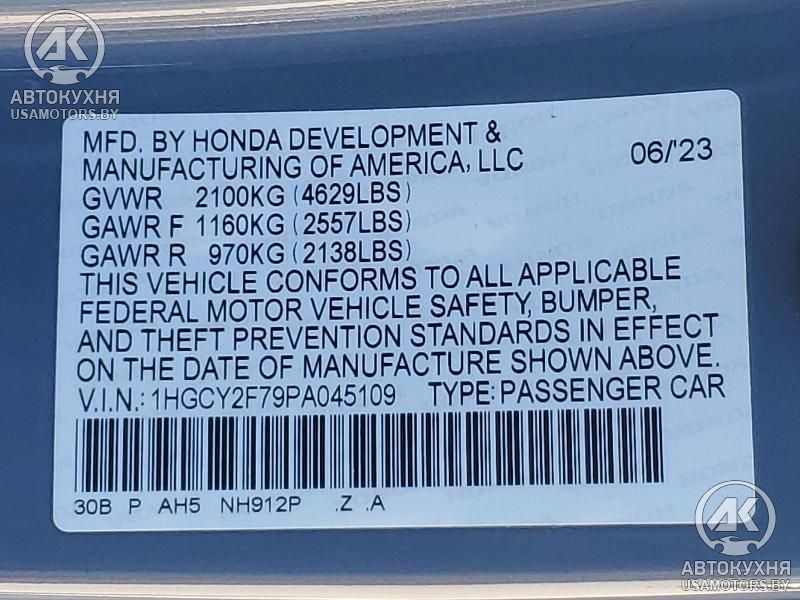 AK
АВТОКУХНЯ
USAMOTORS.BY
MFD. BY HONDA DEVELOPMENT &
MANUFACTURING OF AMERICA, LLC 06/'23
GVWR 2100KG (4629LBS)
GAWR F 1160KG (2557LBS)
GAWR R 970KG (2138LBS)
THIS VEHICLE CONFORMS TO ALL APPLICABLE
FEDERAL MOTOR VEHICLE SAFETY, BUMPER,
AND THEFT PREVENTION STANDARDS IN EFFECT
ON THE DATE OF MANUFACTURE SHOWN ABOVE.
V.I.N.: 1HGCY2F79PA045109 TYPE: PASSENGER CAR
30B P AH5 NH912P .Z .A
AK
АВТОКУХНЯ
USAMOTORS.BY